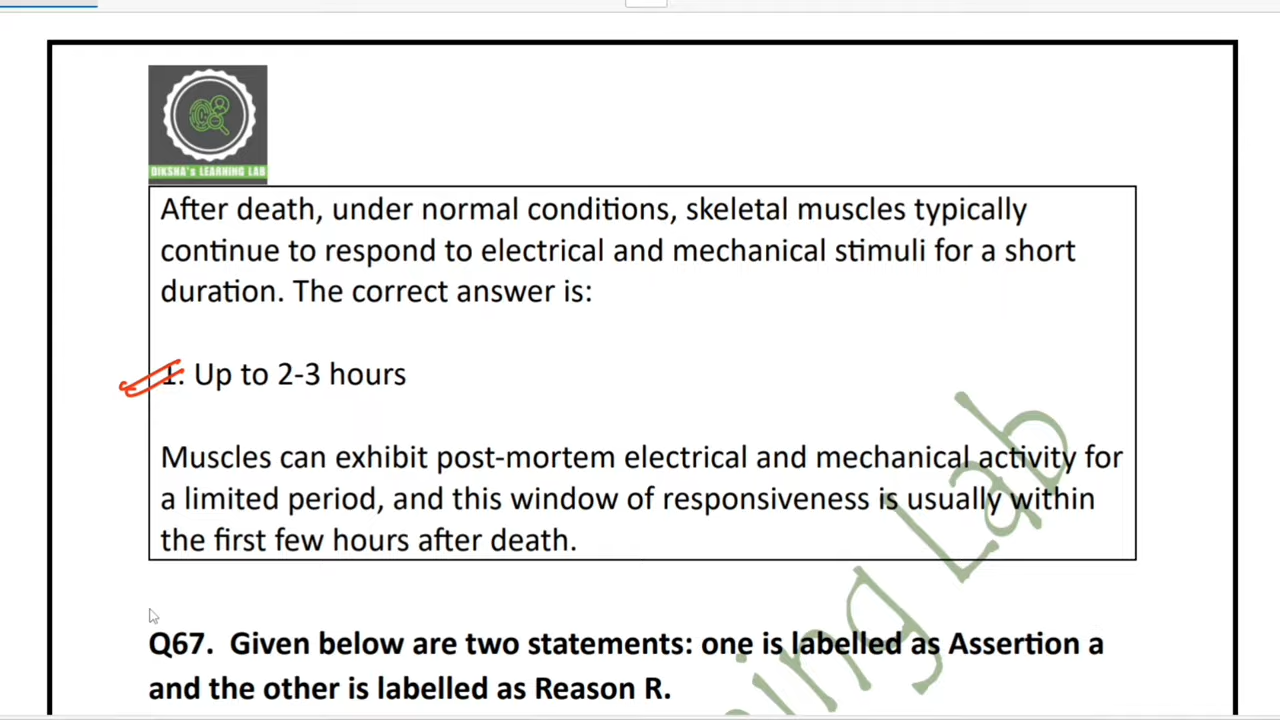 DIKSHA's LEARNING LAB
After death, under normal conditions, skeletal muscles typically
continue to respond to electrical and mechanical stimuli for a short
duration. The correct answer is:
1. Up to 2-3 hours
Muscles can exhibit post-mortem electrical and mechanical activity for
a limited period, and this window of responsiveness is usually within
the first few hours after death.
Q67. Given below are two statements: one is labelled as Assertion a
and the other is labelled as Reason R.
ning Lab